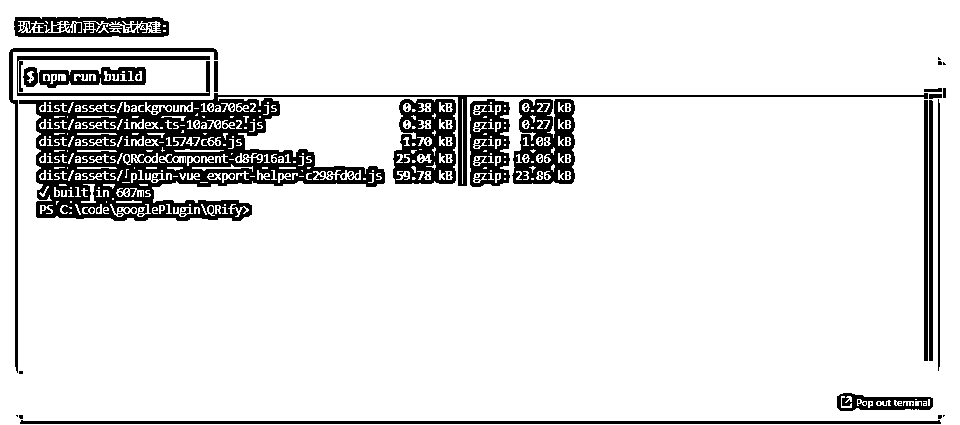 现在让我们再次尝试构建:
$ npm run build
dist/assets/background-10a706e2.js 0.38 kB │ gzip: 0.27 kB
dist/assets/index.ts-10a706e2.js 0.38 kB │ gzip: 0.27 kB
dist/assets/index-15747c66.js 1.70 kB │ gzip: 1.08 kB
dist/assets/QRCodeComponent-d8f916a1.js 25.04 kB │ gzip: 10.06 kB
dist/assets/_plugin-vue_export-helper-c298fd0d.js 59.78 kB │ gzip: 23.86 kB
✓ built in 607ms
PS C:\code\googlePlugin\QRify>
Pop out terminal